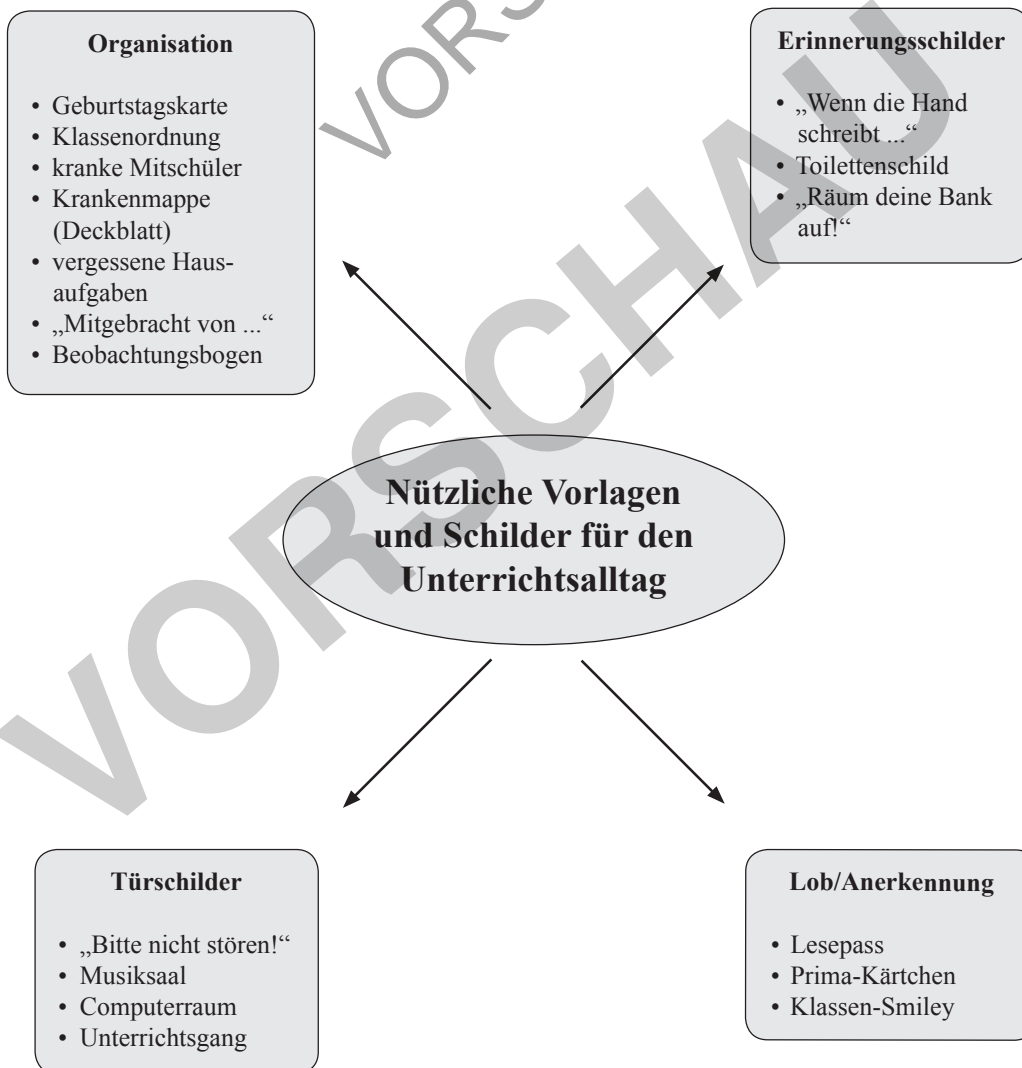 Organisation
• Geburtstagskarte
• Klassenordnung
• kranke Mitschüler
• Krankenmappe
(Deckblatt)
• vergessene Haus-
aufgaben
• „Mitgebracht von ...“
• Beobachtungsbogen
Erinnerungsschilder
• „Wenn die Hand
schreibt ...“
• Toilettenschild
• „Räum deine Bank
auf!“
Nützliche Vorlagen
und Schilder für den
Unterrichtsalltag
Türschilder
• „Bitte nicht stören!“
• Musiksaal
• Computerraum
• Unterrichtsgang
Lob/Anerkennung
• Lesepass
• Prima-Kärtchen
• Klassen-Smiley
VORSCHAU
VORS